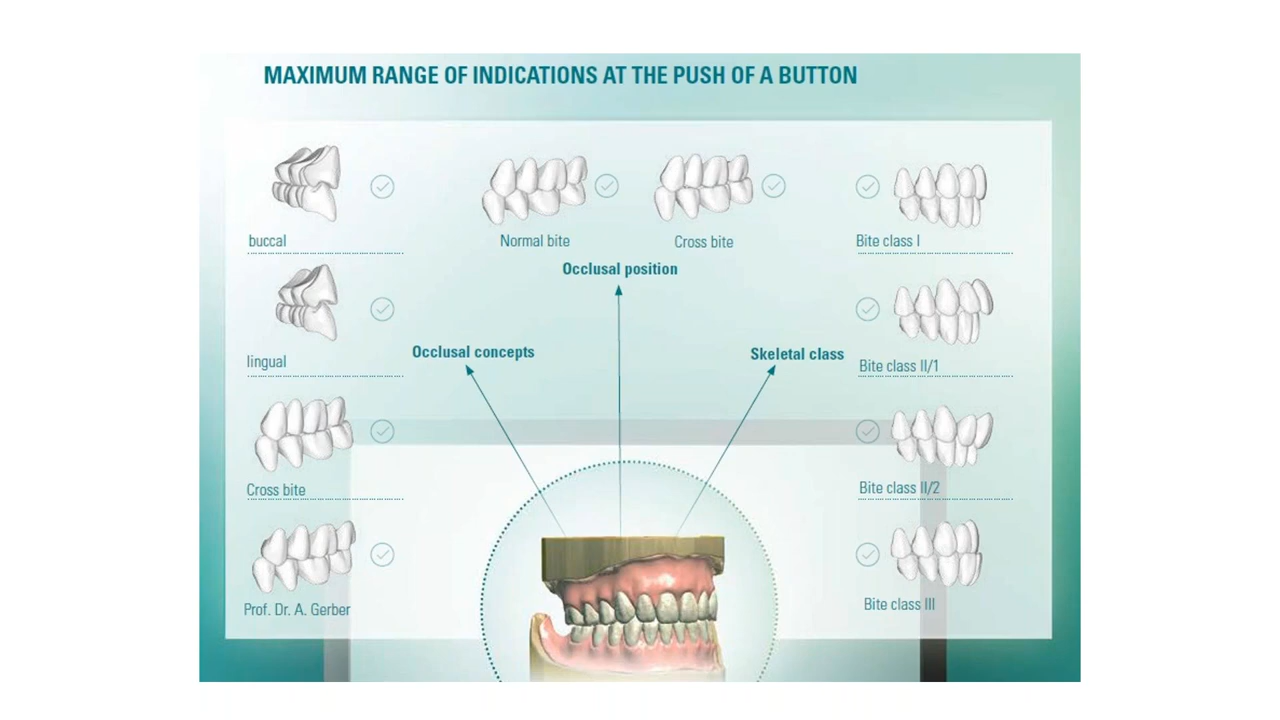 MAXIMUM RANGE OF INDICATIONS AT THE PUSH OF A BUTTON
buccal
Normal bite
Cross bite
Bite class I
Occlusal position
lingual
Occlusal concepts
Skeletal class
Bite class II/1
Cross bite
Bite class II/2
Prof. Dr. A. Gerber
Bite class III